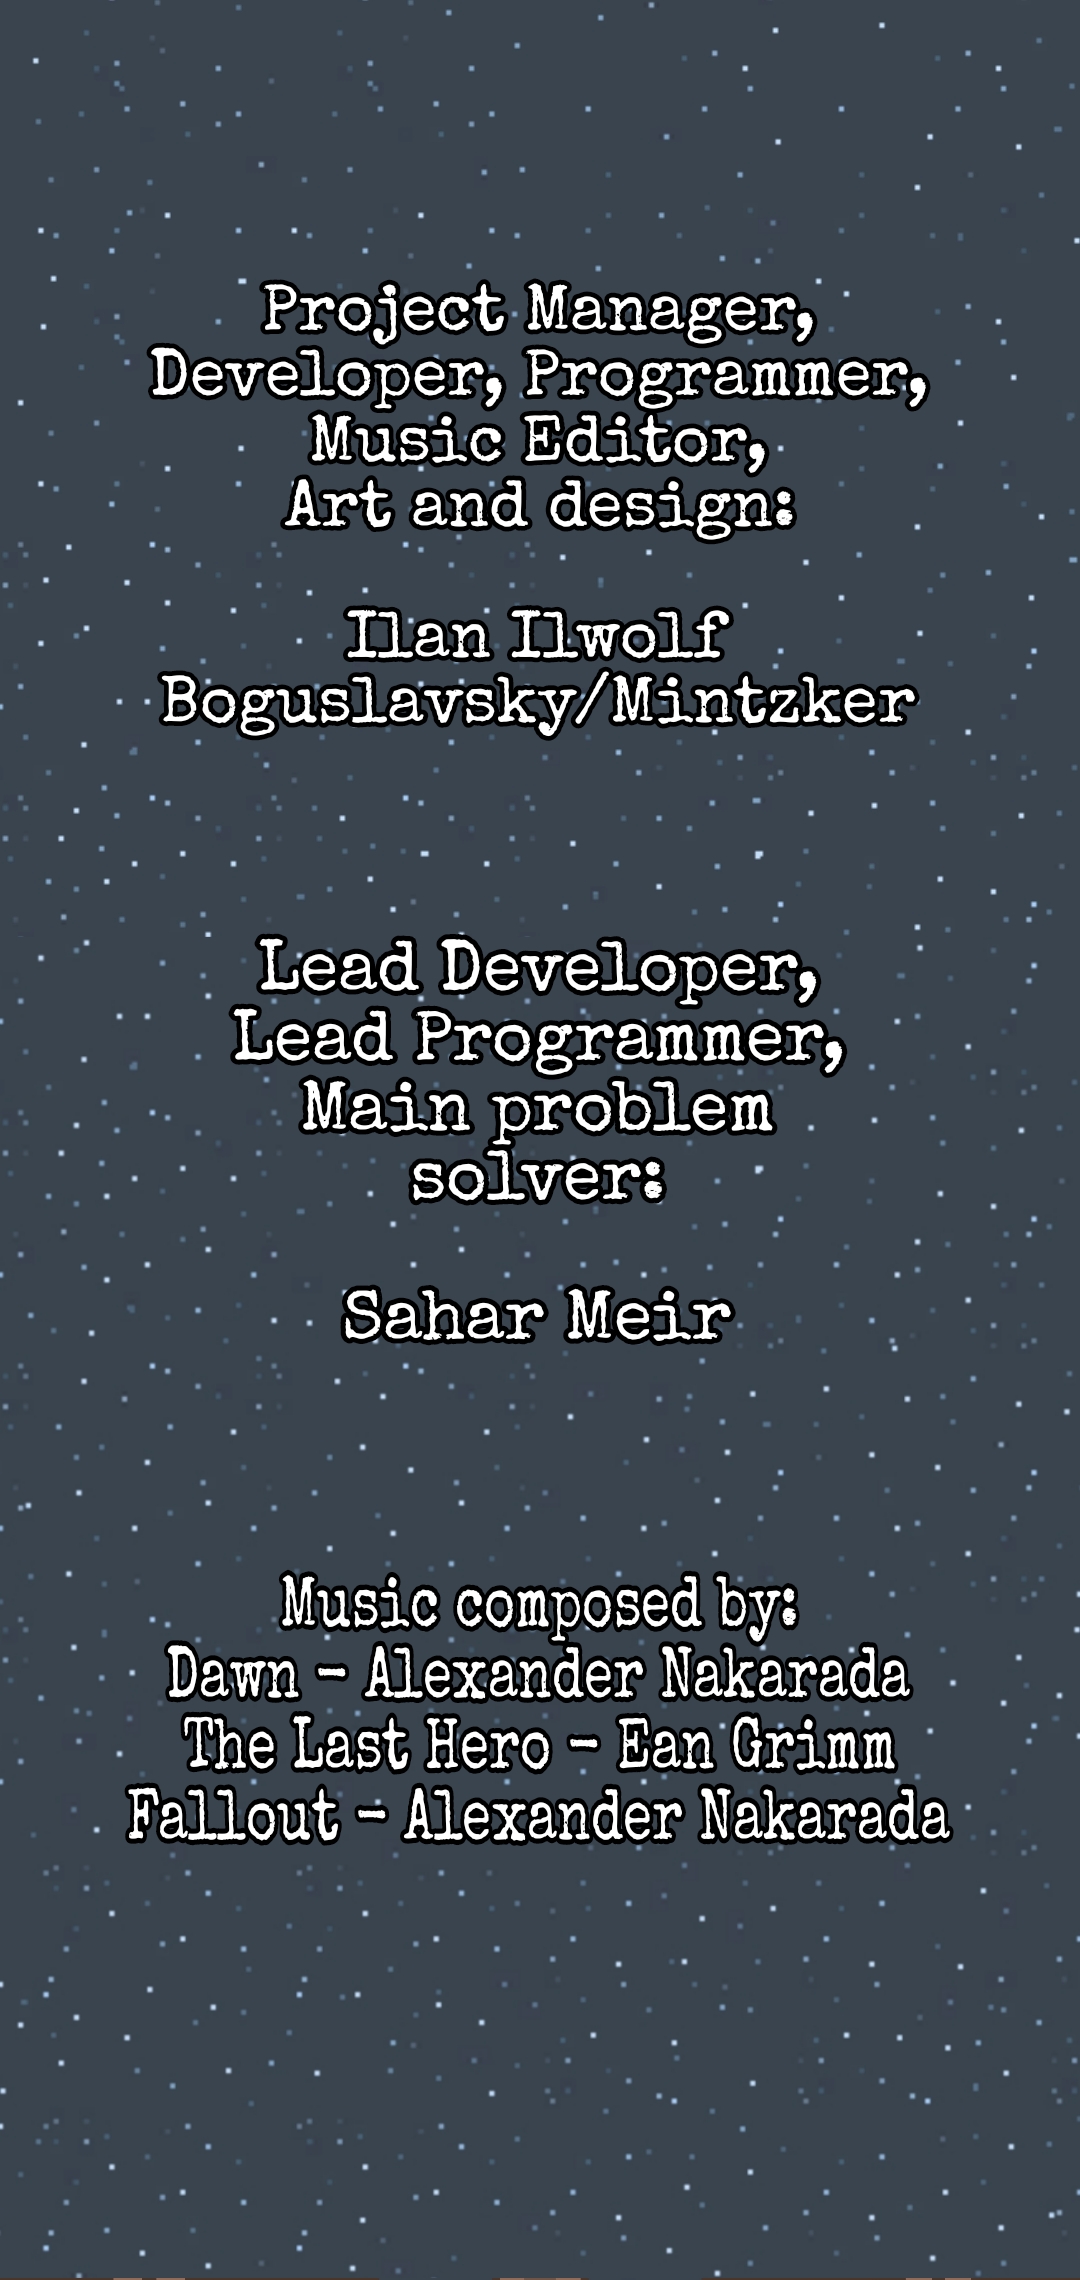 Project Manager,
Developer, Programmer,
Music Editor,
Art and design:
Ilan Ilwolf
Boguslavsky/Mintzker
Lead Developer,
Lead Programmer,
Main problem
solver:
Sahar Meir
Music composed by:
Dawn - Alexander Nakarada
The Last Hero - Ean Grimm
Fallout - Alexander Nakarada